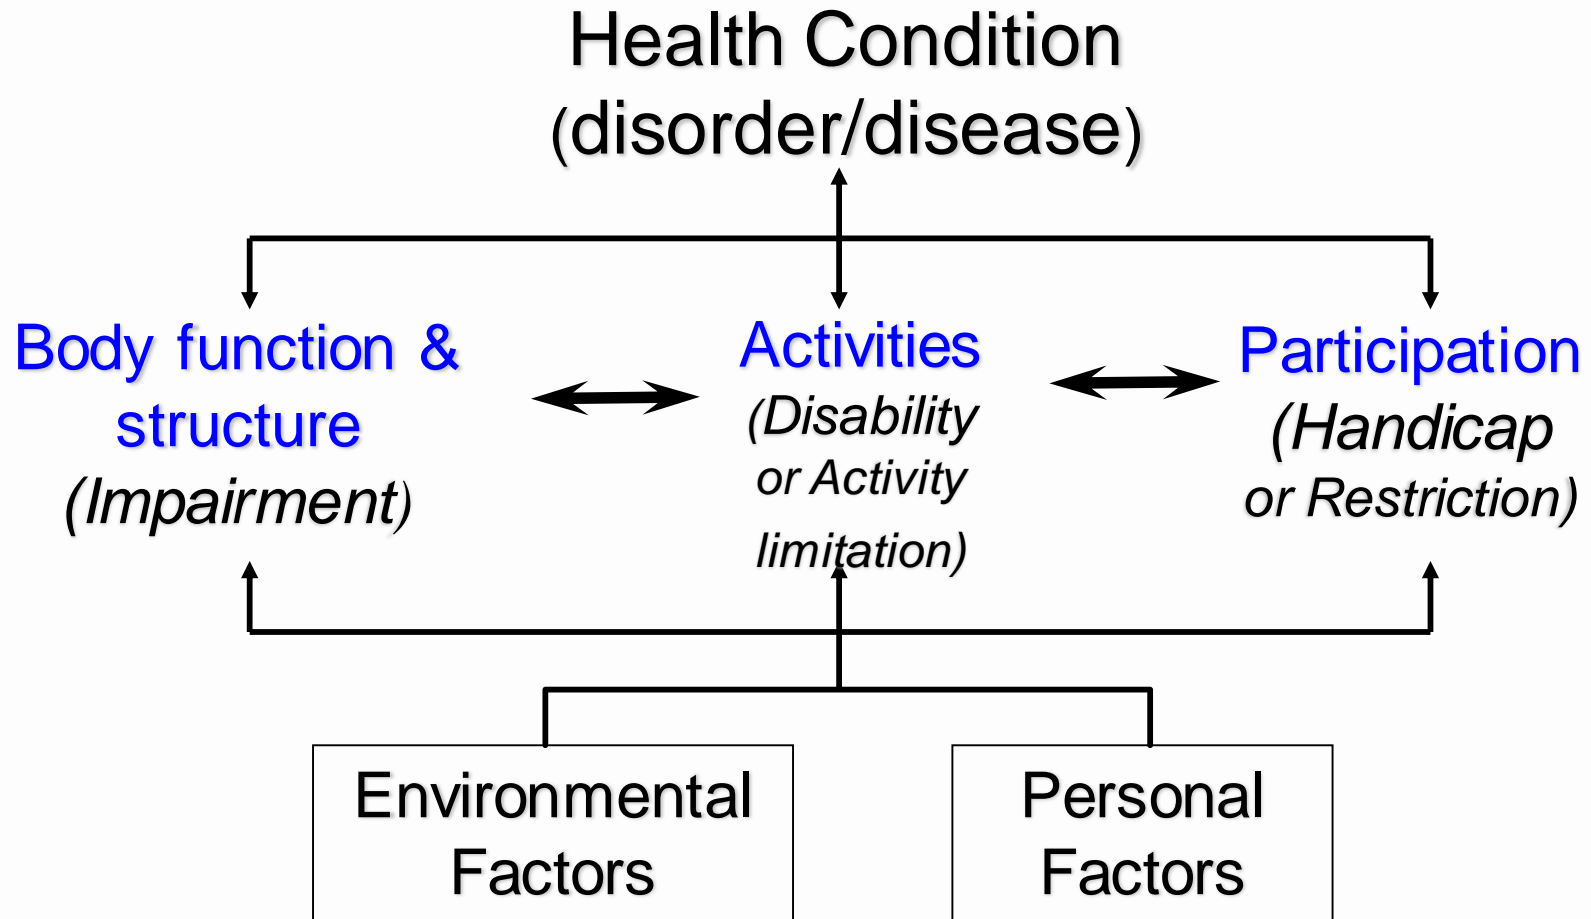 Health Condition
(disorder/disease)
Body function &
structure
(Impairment)
Activities
(Disability
or Activity
limitation)
Participation
(Handicap
or Restriction)
Environmental
Factors
Personal
Factors